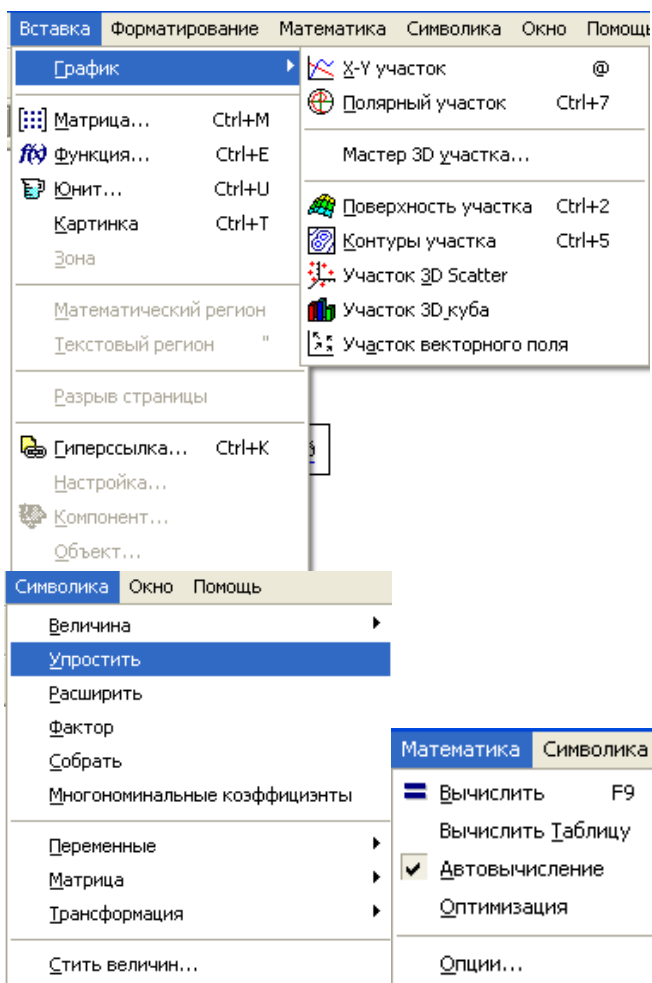 Вставка Форматирование Математика Символика Окно Помощь
График
X-Y участок @
Полярный участок Ctrl+7
Мастер 3D участка...
Поверхность участка Ctrl+2
Контуры участка Ctrl+5
Участок 3D Scatter
Участок 3D_куба
Участок векторного поля
Матрица... Ctrl+M
f(x) Функция... Ctrl+E
Юнит... Ctrl+U
Картинка Ctrl+T
Зона
Математический регион
Текстовый регион "
Разрыв страницы
Гиперссылка... Ctrl+K
Настройка...
Компонент...
Объект...
Символика Окно Помощь
Величина
Упростить
Расширить
Фактор
Собрать
Многономинальные коэффициэнты
Переменные
Матрица
Трансформация
Стить величин...
Математика Символика
Вычислить F9
Вычислить Таблицу
Автовычисление
Оптимизация
Опции...